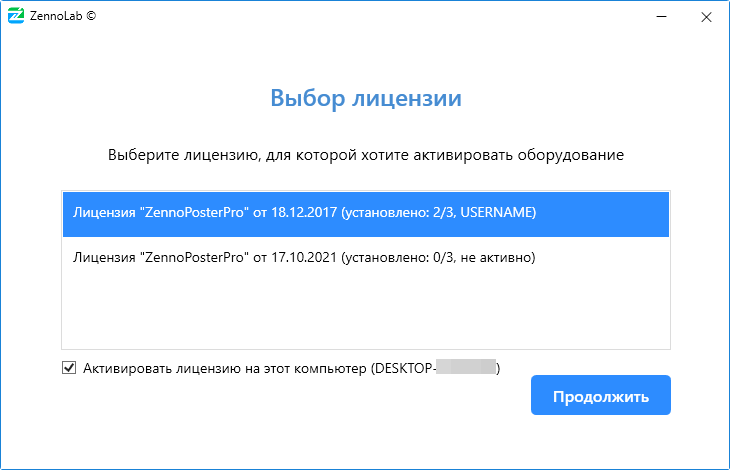 ZennoLab ©
Выбор лицензии
Выберите лицензию, для которой хотите активировать оборудование
Лицензия "ZennoPosterPro" от 18.12.2017 (установлено: 2/3, USERNAME)
Лицензия "ZennoPosterPro" от 17.10.2021 (установлено: 0/3, не активно)
Активировать лицензию на этот компьютер (DESKTOP- )
Продолжить